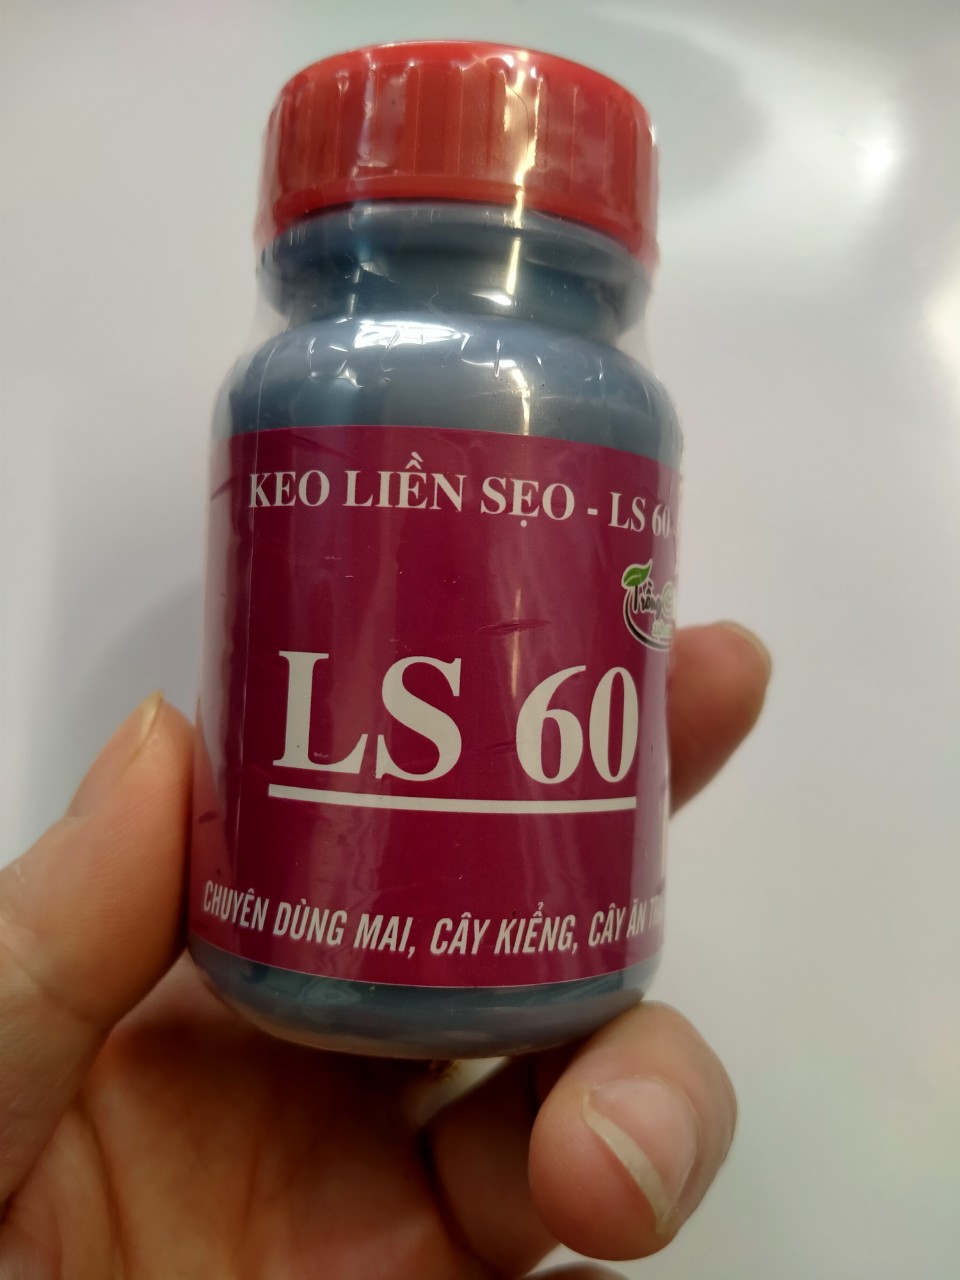 KEO LIỀN SẸO - LS 60
LS 60
CHUYÊN DÙNG MAI, CÂY KIỂNG, CÂY ĂN